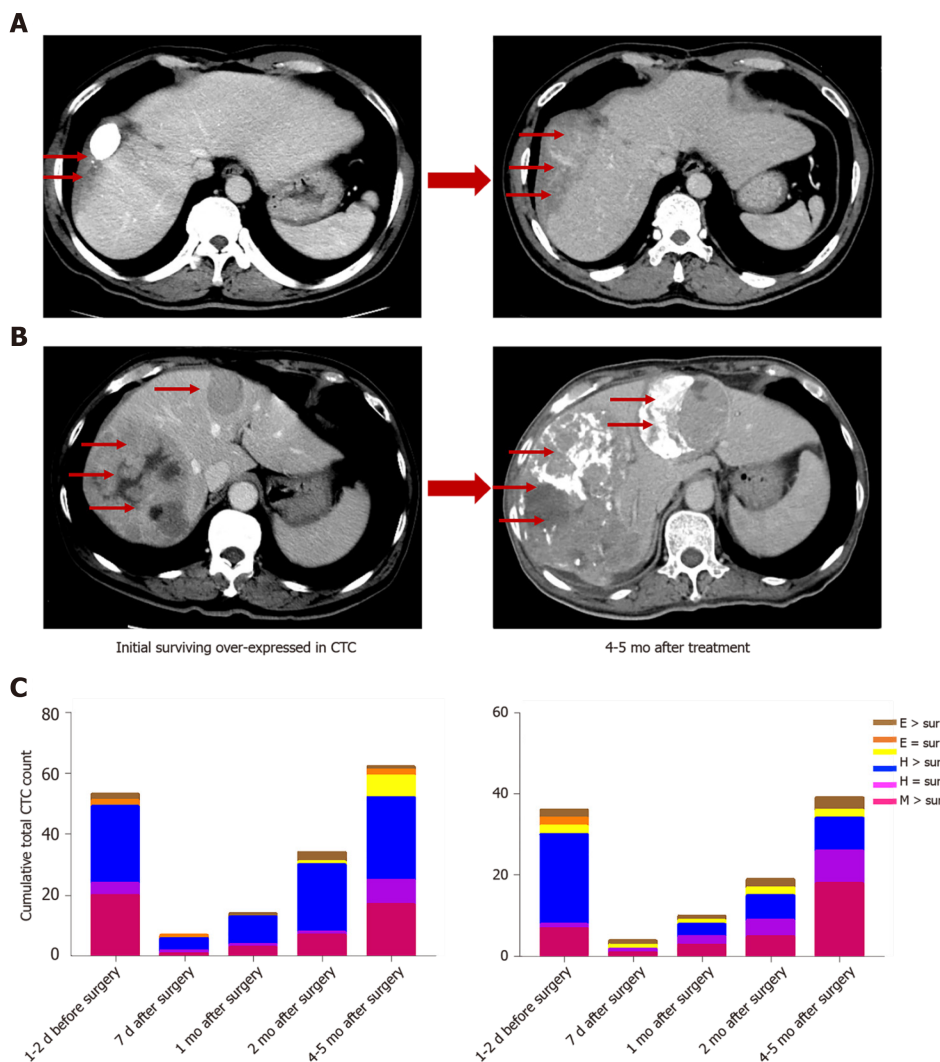 A
B
Initial surviving over-expressed in CTC
4-5 mo after treatment
C
Cumulative total CTC count
80
60
40
20
0
1-2 d before surgery
7 d after surgery
1 mo after surgery
2 mo after surgery
4-5 mo after surgery
60
40
20
0
1-2 d before surgery
7 d after surgery
1 mo after surgery
2 mo after surgery
4-5 mo after surgery
E > sur
E = sur
H > sur
H = sur
M > sur